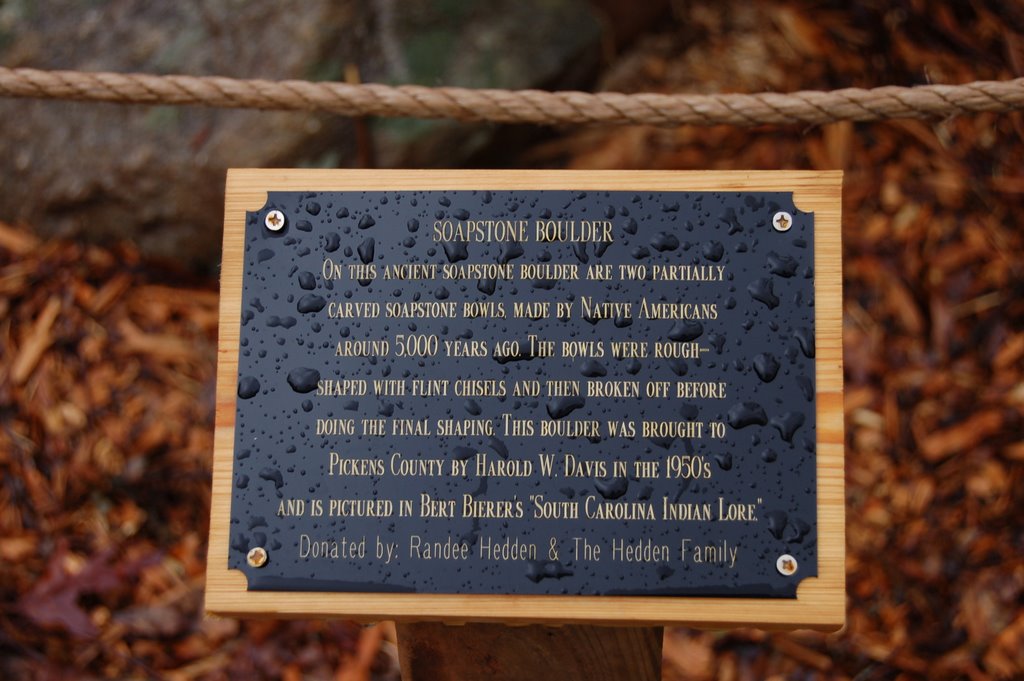 SOAPSTONE BOULDER
ON THIS ANCIENT SOAPSTONE BOULDER ARE TWO PARTIALLY
CARVED SOAPSTONE BOWLS, MADE BY NATIVE AMERICANS
AROUND 5,000 YEARS AGO. THE BOWLS WERE ROUGH-
SHAPED WITH FLINT CHISELS AND THEN BROKEN OFF BEFORE
DOING THE FINAL SHAPING. THIS BOULDER WAS BROUGHT TO
PICKENS COUNTY BY HAROLD W. DAVIS IN THE 1950'S
AND IS PICTURED IN BERT BIERER'S "SOUTH CAROLINA INDIAN LORE."
Donated by: Randee Hedden & The Hedden Family